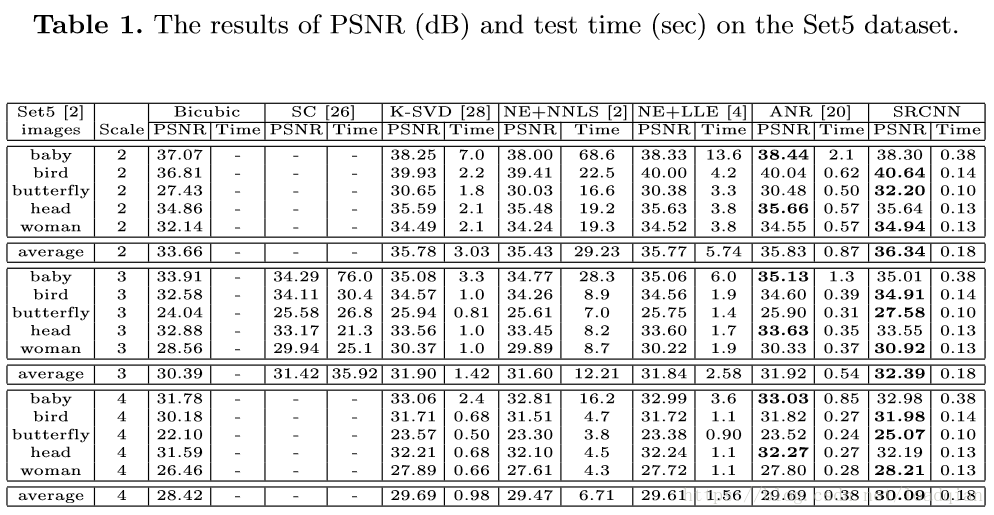 Table 1. The results of PSNR (dB) and test time (sec) on the Set5 dataset.
Set5 [2] Bicubic SC [26] K-SVD [28] NE+NNLS [2] NE+LLE [4] ANR [20] SRCNN
images Scale PSNR Time PSNR Time PSNR Time PSNR Time PSNR Time PSNR Time PSNR Time
baby 2 37.07 - - - 38.25 7.0 38.00 68.6 38.33 13.6 38.44 2.1 38.30 0.38
bird 2 36.81 - - - 39.93 2.2 39.41 22.5 40.00 4.2 40.04 0.62 40.64 0.14
butterfly 2 27.43 - - - 30.65 1.8 30.03 16.6 30.38 3.3 30.48 0.50 32.20 0.10
head 2 34.86 - - - 35.59 2.1 35.48 19.2 35.63 3.8 35.66 0.57 35.64 0.13
woman 2 32.14 - - - 34.49 2.1 34.24 19.3 34.52 3.8 34.55 0.57 34.94 0.13
average 2 33.66 - - - 35.78 3.03 35.43 29.23 35.77 5.74 35.83 0.87 36.34 0.18
baby 3 33.91 - 34.29 76.0 35.08 3.3 34.77 28.3 35.06 6.0 35.13 1.3 35.01 0.38
bird 3 32.58 - 34.11 30.4 34.57 1.0 34.26 8.9 34.56 1.9 34.60 0.39 34.91 0.14
butterfly 3 24.04 - 25.58 26.8 25.94 0.81 25.61 7.0 25.75 1.4 25.90 0.31 27.58 0.10
head 3 32.88 - 33.17 21.3 33.56 1.0 33.45 8.2 33.60 1.7 33.63 0.35 33.55 0.13
woman 3 28.56 - 29.94 25.1 30.37 1.0 29.89 8.7 30.22 1.9 30.33 0.37 30.92 0.13
average 3 30.39 - 31.42 35.92 31.90 1.42 31.60 12.21 31.84 2.58 31.92 0.54 32.39 0.18
baby 4 31.78 - - - 33.06 2.4 32.81 16.2 32.99 3.6 33.03 0.85 32.98 0.38
bird 4 30.18 - - - 31.71 0.68 31.51 4.7 31.72 1.1 31.82 0.27 31.98 0.14
butterfly 4 22.10 - - - 23.57 0.50 23.30 3.8 23.38 0.90 23.52 0.24 25.07 0.10
head 4 31.59 - - - 32.21 0.68 32.10 4.5 32.24 1.1 32.27 0.27 32.19 0.13
woman 4 26.46 - - - 27.89 0.66 27.61 4.3 27.72 1.1 27.80 0.28 28.21 0.13
average 4 28.42 - - - 29.69 0.98 29.47 6.71 29.61 1.56 29.69 0.38 30.09 0.18